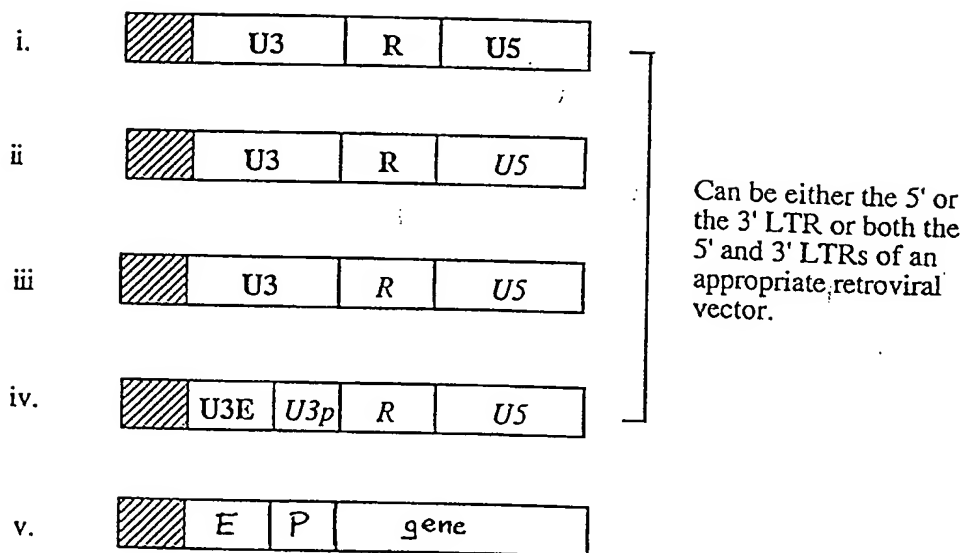 i. U3 R U5
ii U3 R U5
iii U3 R U5
iv. U3E U3p R U5
v. E P gene
Can be either the 5' or
the 3' LTR or both the
5' and 3' LTRs of an
appropriate retroviral
vector.